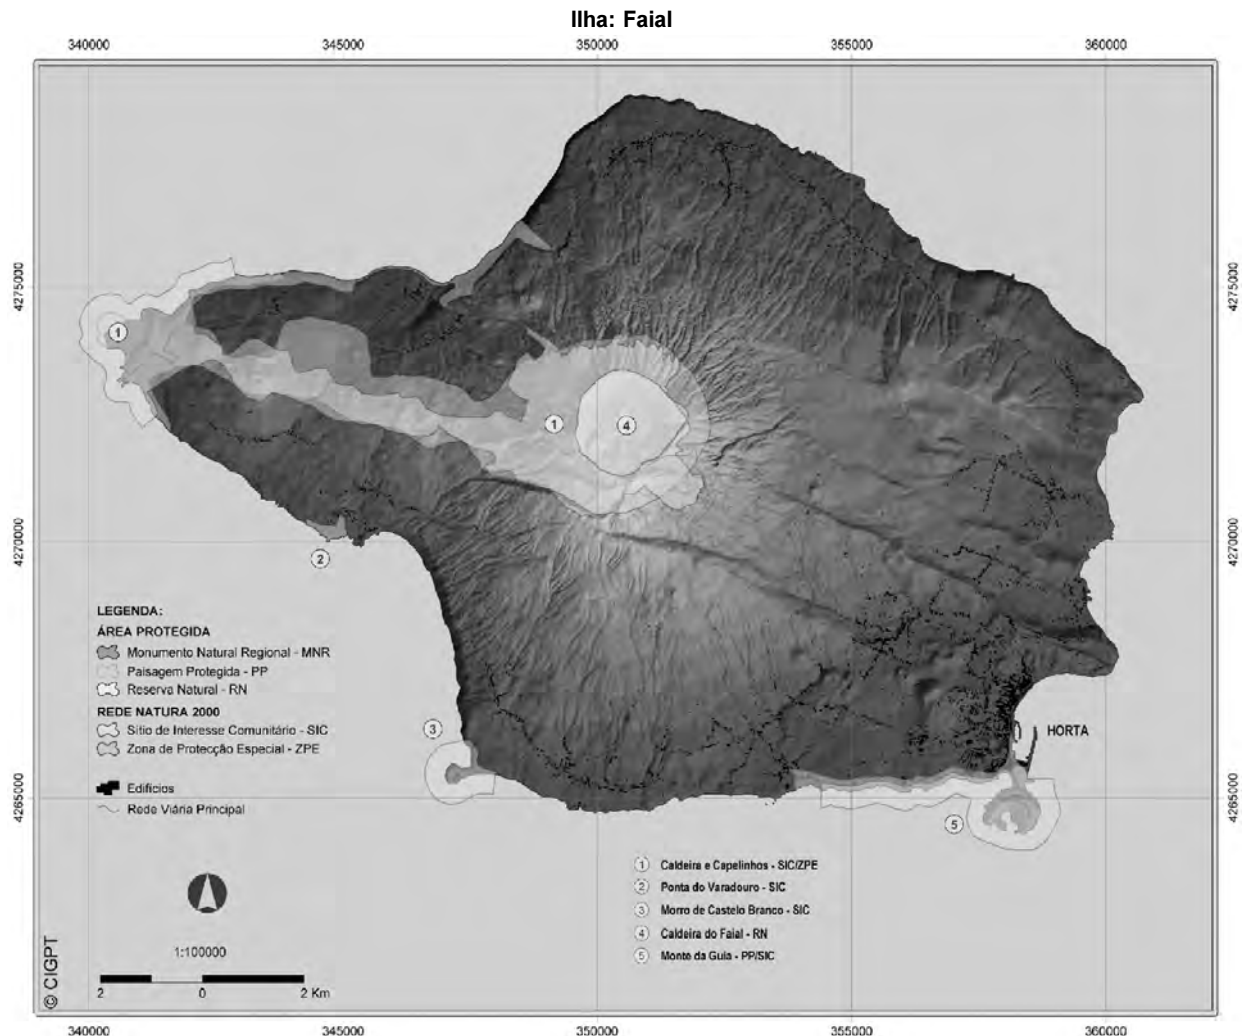 Ilha: Faial
340000 345000 350000 355000 360000
4275000 4275000
1
1 4
4270000 4270000
2
LEGENDA:
ÁREA PROTEGIDA
Monumento Natural Regional - MNR
Paisagem Protegida - PP
Reserva Natural - RN
REDE NATURA 2000
Sítio de Interesse Comunitário - SIC
Zona de Protecção Especial - ZPE
Edifícios
Rede Viária Principal
3
HORTA
4265000 4265000
5
1 Caldeira e Capelinhos - SIC/ZPE
2 Ponta do Varadouro - SIC
3 Morro de Castelo Branco - SIC
4 Caldeira do Faial - RN
5 Monte da Guia - PP/SIC
1:100000
2 0 2 Km
© CIGPT
340000 345000 350000 355000 360000